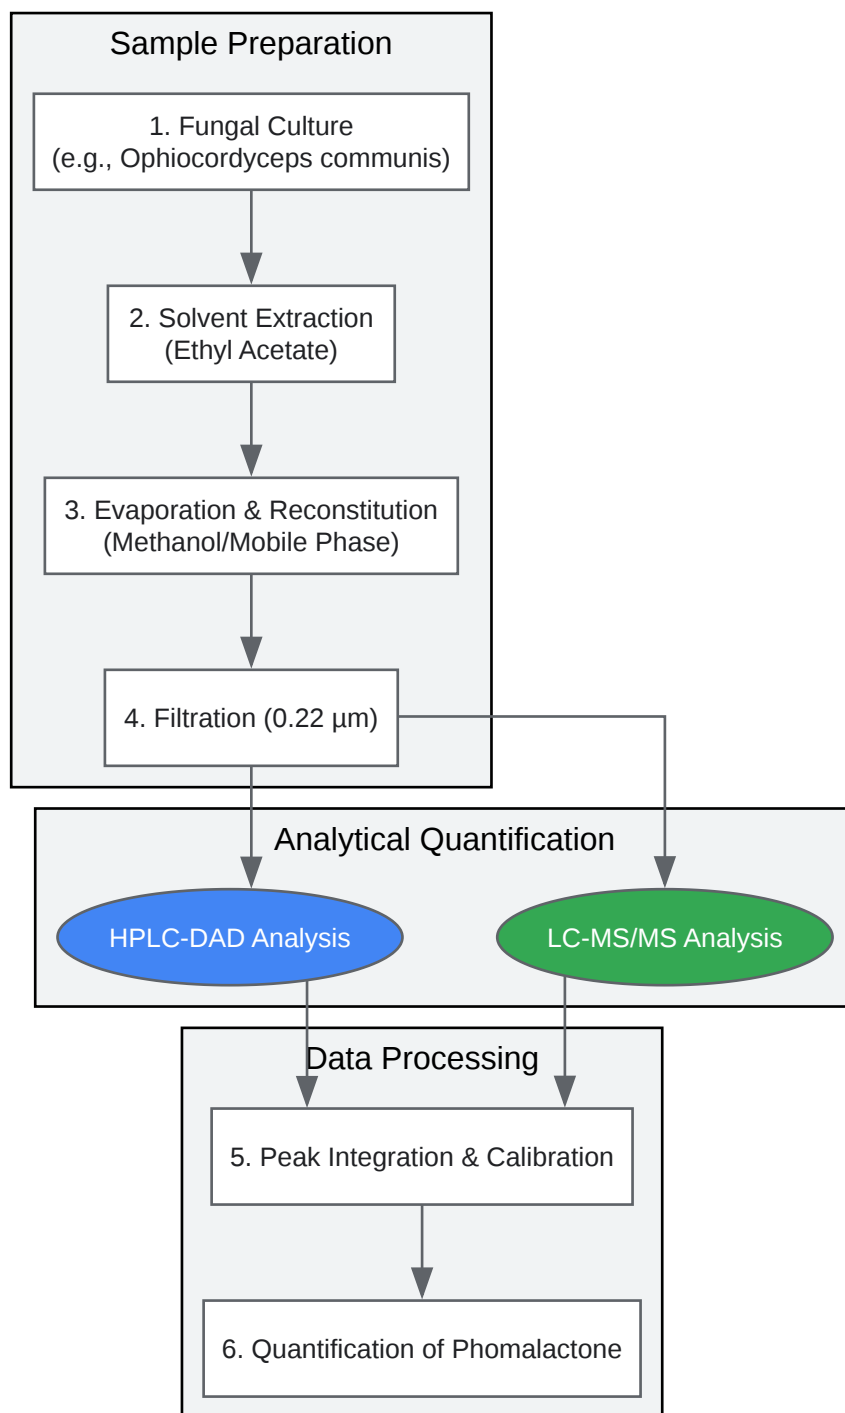 Sample Preparation
1. Fungal Culture
(e.g., Ophiocordyceps communis)
2. Solvent Extraction
(Ethyl Acetate)
3. Evaporation & Reconstitution
(Methanol/Mobile Phase)
4. Filtration (0.22 µm)
Analytical Quantification
HPLC-DAD Analysis
LC-MS/MS Analysis
Data Processing
5. Peak Integration & Calibration
6. Quantification of Phomalactone